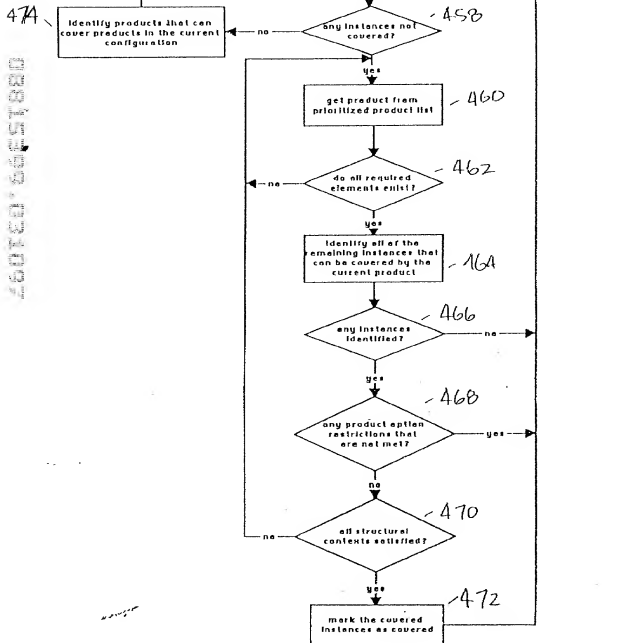 474
Identify products that can
cover products in the current
configuration
no
any instances not
covered?
458
yes
get product from
prioritized product list
460
do all required
elements exist?
462
no
yes
Identify all of the
remaining instances that
can be covered by the
current product
464
any instances
identified?
466
no
yes
any product option
restrictions that
are not met?
468
yes
no
all structural
contexts satisfied?
470
no
yes
mark the covered
instances as covered
472